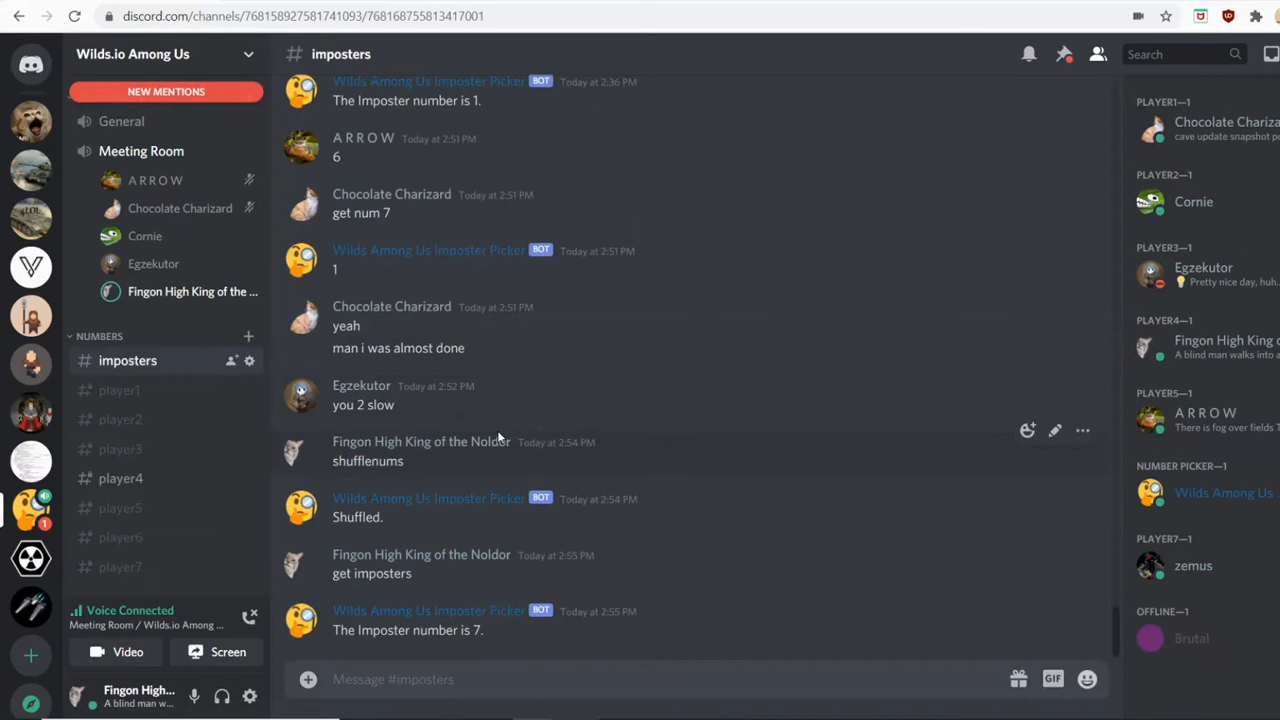 discord.com/channels/768158927581741093/768168755813417001
Wilds.io Among Us
NEW MENTIONS
General
Meeting Room
A R R O W
Chocolate Charizard
Cornie
Egzekutor
Fingon High King of the ...
NUMBERS
imposters
player1
player2
player3
player4
player5
player6
player7
Voice Connected
Meeting Room / Wilds.io Among ...
Video
Screen
Fingon High...
A blind man w...
LOL
1
# imposters
Search
Wilds Among Us Imposter Picker BOT Today at 2:36 PM
The Imposter number is 1.
A R R O W Today at 2:51 PM
6
Chocolate Charizard Today at 2:51 PM
get num 7
Wilds Among Us Imposter Picker BOT Today at 2:51 PM
1
Chocolate Charizard Today at 2:51 PM
yeah
man i was almost done
Egzekutor Today at 2:52 PM
you 2 slow
Fingon High King of the Noldor Today at 2:54 PM
shufflenums
Wilds Among Us Imposter Picker BOT Today at 2:54 PM
Shuffled.
Fingon High King of the Noldor Today at 2:55 PM
get imposters
Wilds Among Us Imposter Picker BOT Today at 2:55 PM
The Imposter number is 7.
Message #imposters
GIF
PLAYER1—1
Chocolate Chariza
cave update snapshot po
PLAYER2—1
Cornie
PLAYER3—1
Egzekutor
Pretty nice day, huh..
PLAYER4—1
Fingon High King o
A blind man walks into a
PLAYER5—1
A R R O W
There is fog over fields T
NUMBER PICKER—1
Wilds Among Us
PLAYER7—1
zemus
OFFLINE—1
Brutal